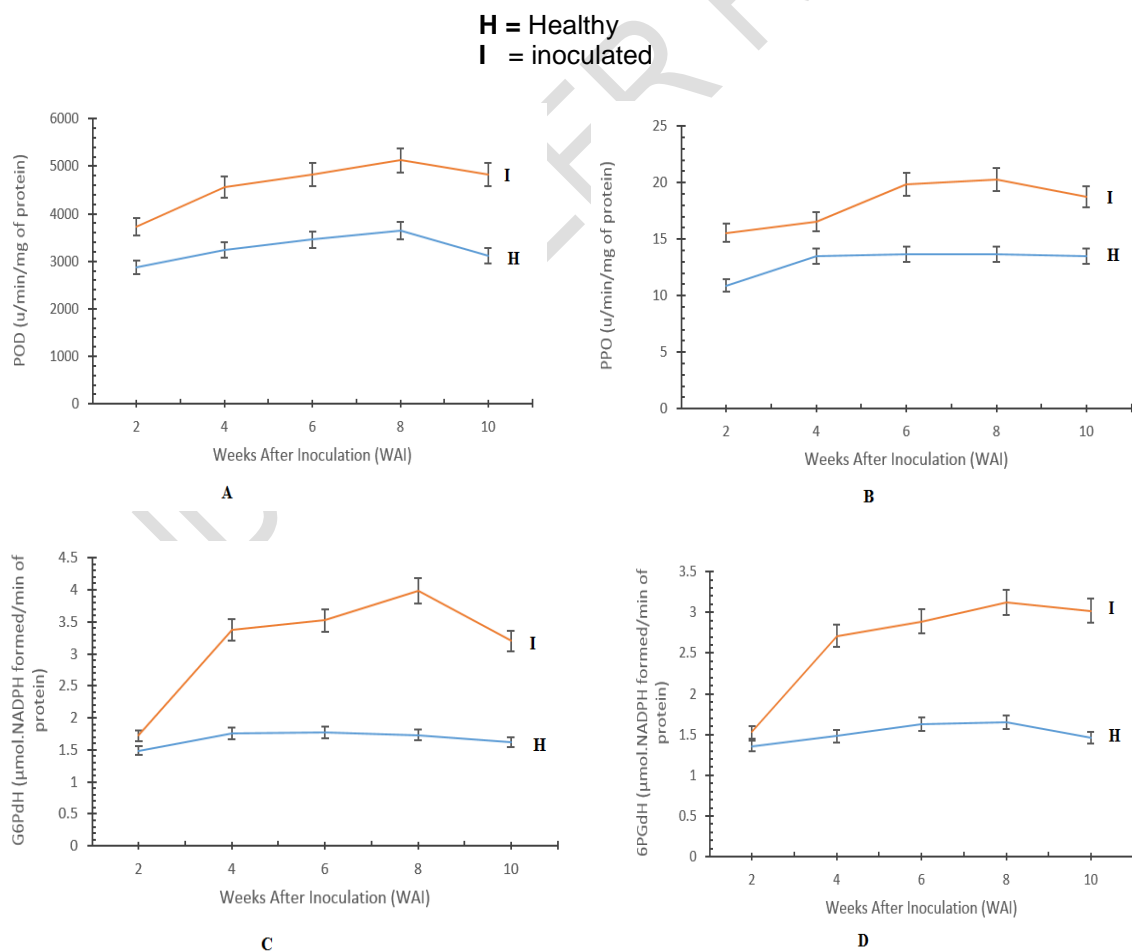 H = Healthy
I = inoculated
POD (u/min/mg of protein)
6000
5000
4000
3000
2000
1000
0
I
H
2 4 6 8 10
Weeks After Inoculation (WAI)
A
PPO (u/min/mg of protein)
25
20
15
10
5
0
I
H
2 4 6 8 10
Weeks After Inoculation (WAI)
B
G6PdH (µmol.NADPH formed/min of
protein)
4.5
4
3.5
3
2.5
2
1.5
1
0.5
0
I
H
2 4 6 8 10
Weeks After Inoculation (WAI)
C
6PGdH (µmol.NADPH formed/min of
protein)
3.5
3
2.5
2
1.5
1
0.5
0
I
H
2 4 6 8 10
Weeks After Inoculation (WAI)
D